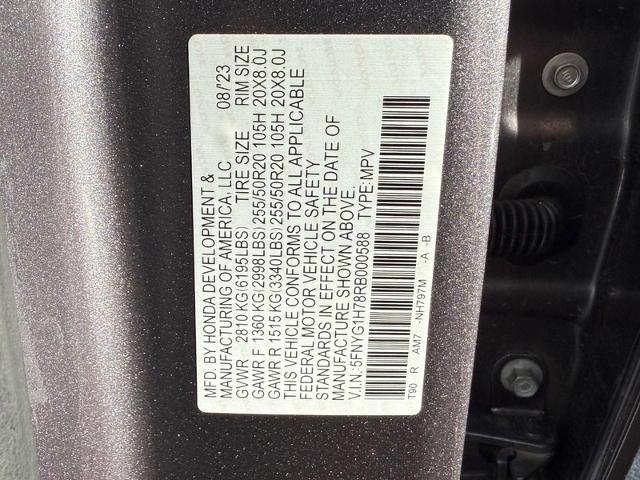 MFD. BY HONDA DEVELOPMENT & 08/'23
MANUFACTURING OF AMERICA, LLC
GVWR 2810 KG(6195LBS) TIRE SIZE RIM SIZE
GAWR F 1360 KG(2998LBS) 255/50R20 105H 20X8.0J
GAWR R 1515 KG(3340LBS) 255/50R20 105H 20X8.0J
THIS VEHICLE CONFORMS TO ALL APPLICABLE
FEDERAL MOTOR VEHICLE SAFETY
STANDARDS IN EFFECT ON THE DATE OF
MANUFACTURE SHOWN ABOVE.
V.I.N.:5FNYG1H78RB000588 TYPE:MPV
T90 R AM7 -NH797M -A -B